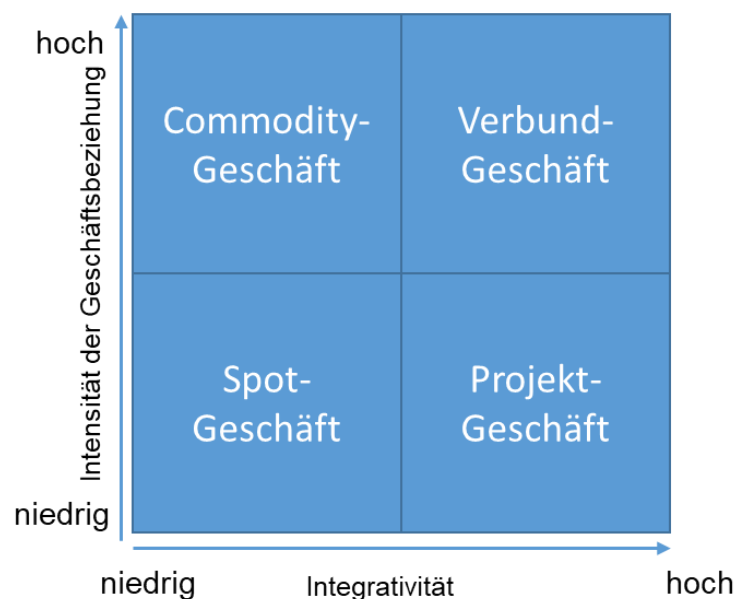 hoch
Intensität der Geschäftsbeziehung
Commodity-
Geschäft
Verbund-
Geschäft
Spot-
Geschäft
Projekt-
Geschäft
niedrig
niedrig
Integrativität
hoch